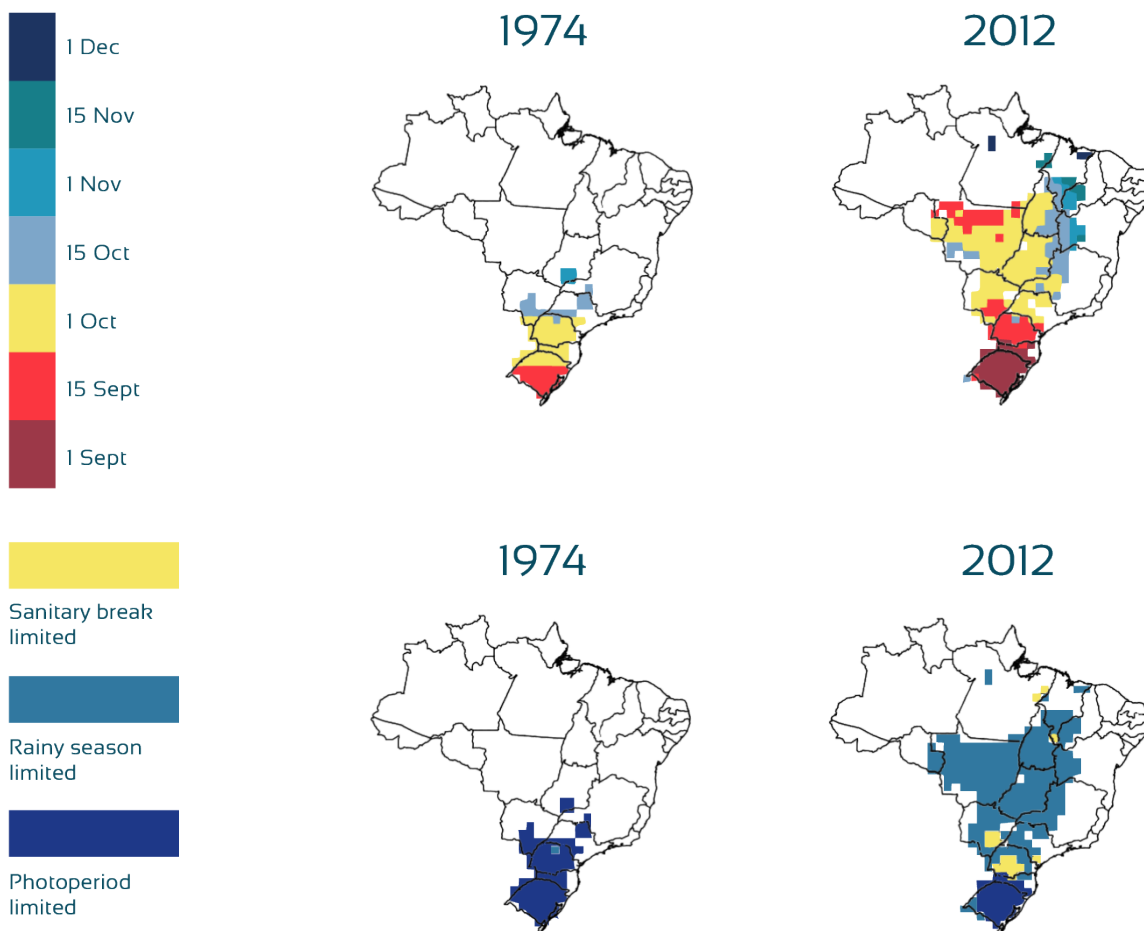 1974
2012
1 Dec
15 Nov
1 Nov
15 Oct
1 Oct
15 Sept
1 Sept
1974
2012
Sanitary break
limited
Rainy season
limited
Photoperiod
limited